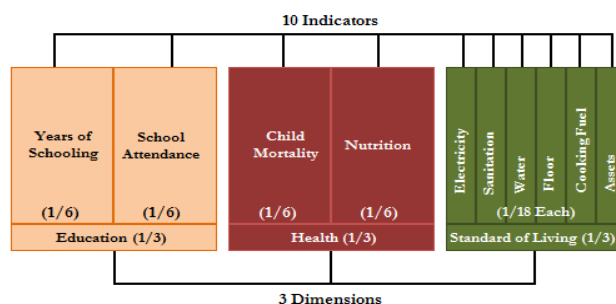 10 Indicators
Years of
Schooling
(1/6)
School
Attendance
(1/6)
Education (1/3)
Child
Mortality
(1/6)
Nutrition
(1/6)
Health (1/3)
Electricity
Sanitation
Water
Floor
Cooking Fuel
Assets
(1/18 Each)
Standard of Living (1/3)
3 Dimensions